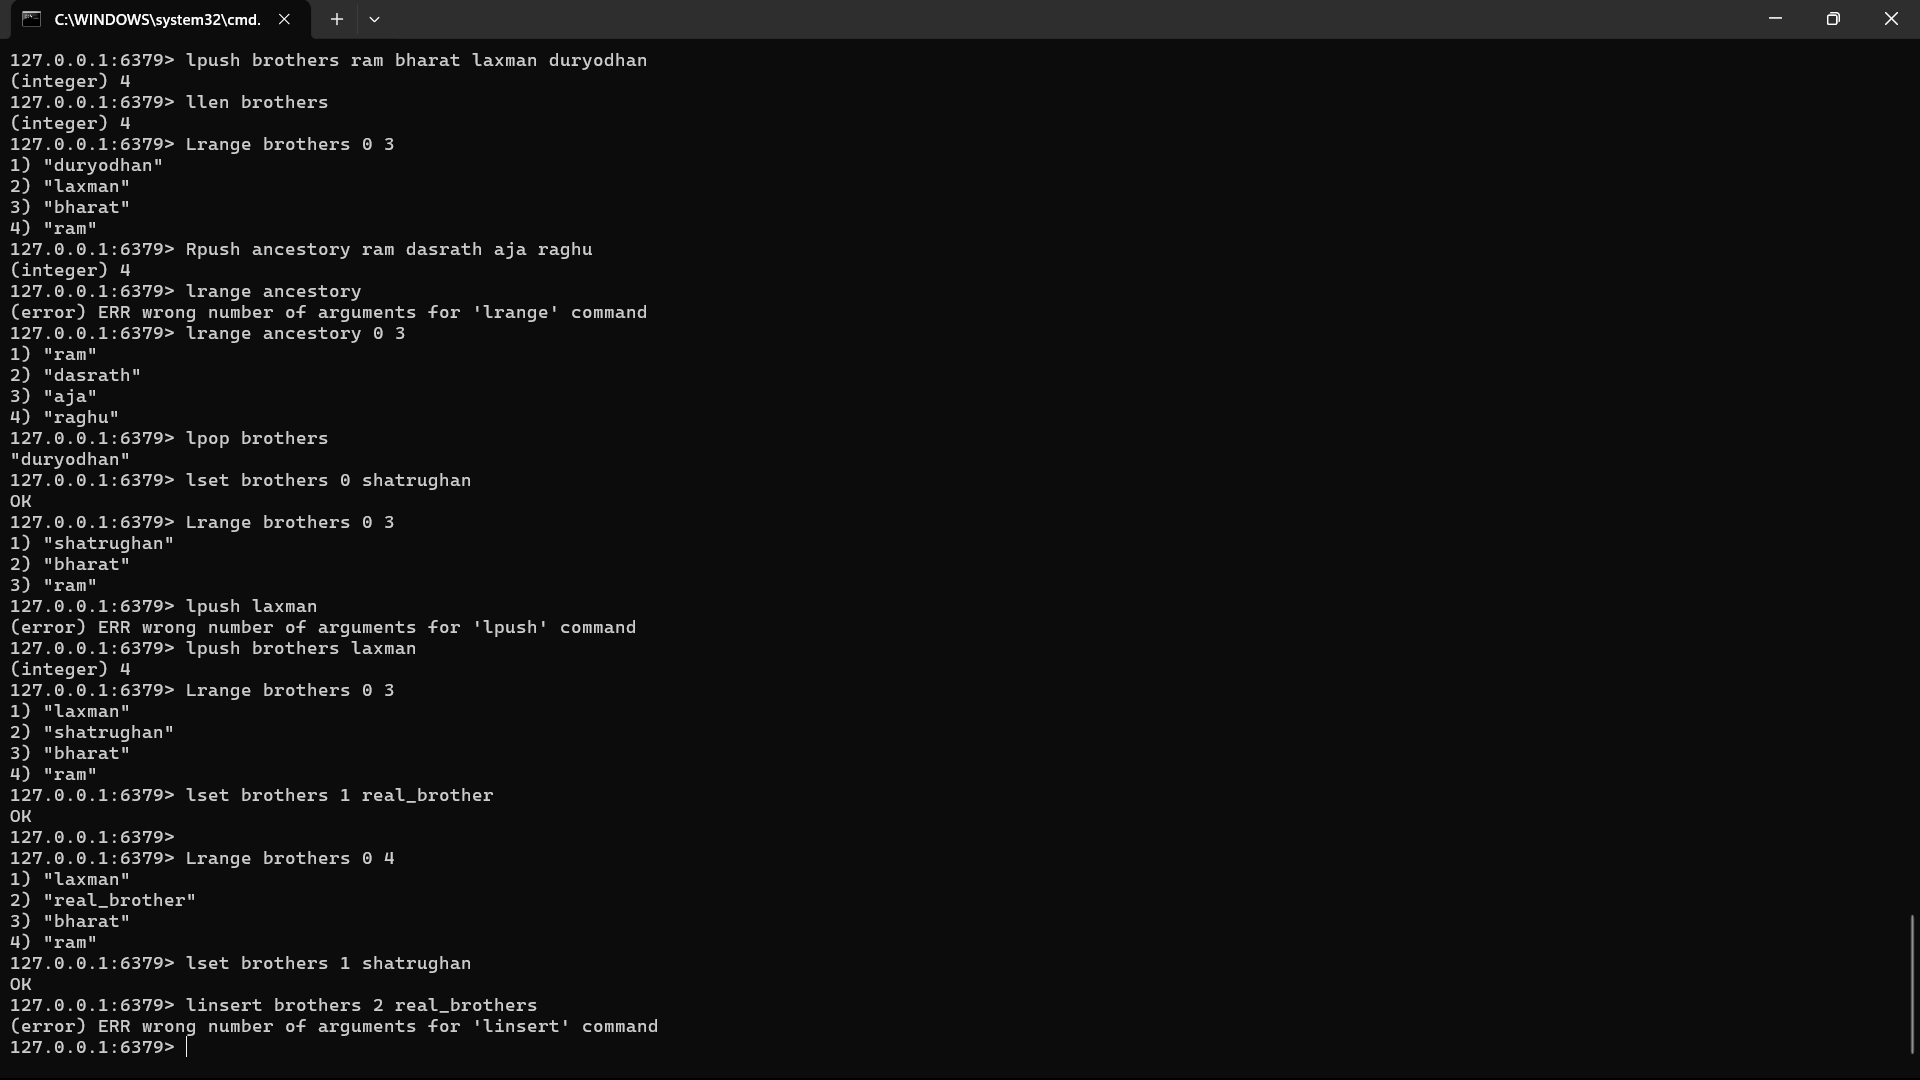 C:\WINDOWS\system32\cmd.
127.0.0.1:6379> lpush brothers ram bharat laxman duryodhan
(integer) 4
127.0.0.1:6379> llen brothers
(integer) 4
127.0.0.1:6379> Lrange brothers 0 3
1) "duryodhan"
2) "laxman"
3) "bharat"
4) "ram"
127.0.0.1:6379> Rpush ancestory ram dasrath aja raghu
(integer) 4
127.0.0.1:6379> lrange ancestory
(error) ERR wrong number of arguments for 'lrange' command
127.0.0.1:6379> lrange ancestory 0 3
1) "ram"
2) "dasrath"
3) "aja"
4) "raghu"
127.0.0.1:6379> lpop brothers
"duryodhan"
127.0.0.1:6379> lset brothers 0 shatrughan
OK
127.0.0.1:6379> Lrange brothers 0 3
1) "shatrughan"
2) "bharat"
3) "ram"
127.0.0.1:6379> lpush laxman
(error) ERR wrong number of arguments for 'lpush' command
127.0.0.1:6379> lpush brothers laxman
(integer) 4
127.0.0.1:6379> Lrange brothers 0 3
1) "laxman"
2) "shatrughan"
3) "bharat"
4) "ram"
127.0.0.1:6379> lset brothers 1 real_brother
OK
127.0.0.1:6379>
127.0.0.1:6379> Lrange brothers 0 4
1) "laxman"
2) "real_brother"
3) "bharat"
4) "ram"
127.0.0.1:6379> lset brothers 1 shatrughan
OK
127.0.0.1:6379> linsert brothers 2 real_brothers
(error) ERR wrong number of arguments for 'linsert' command
127.0.0.1:6379>